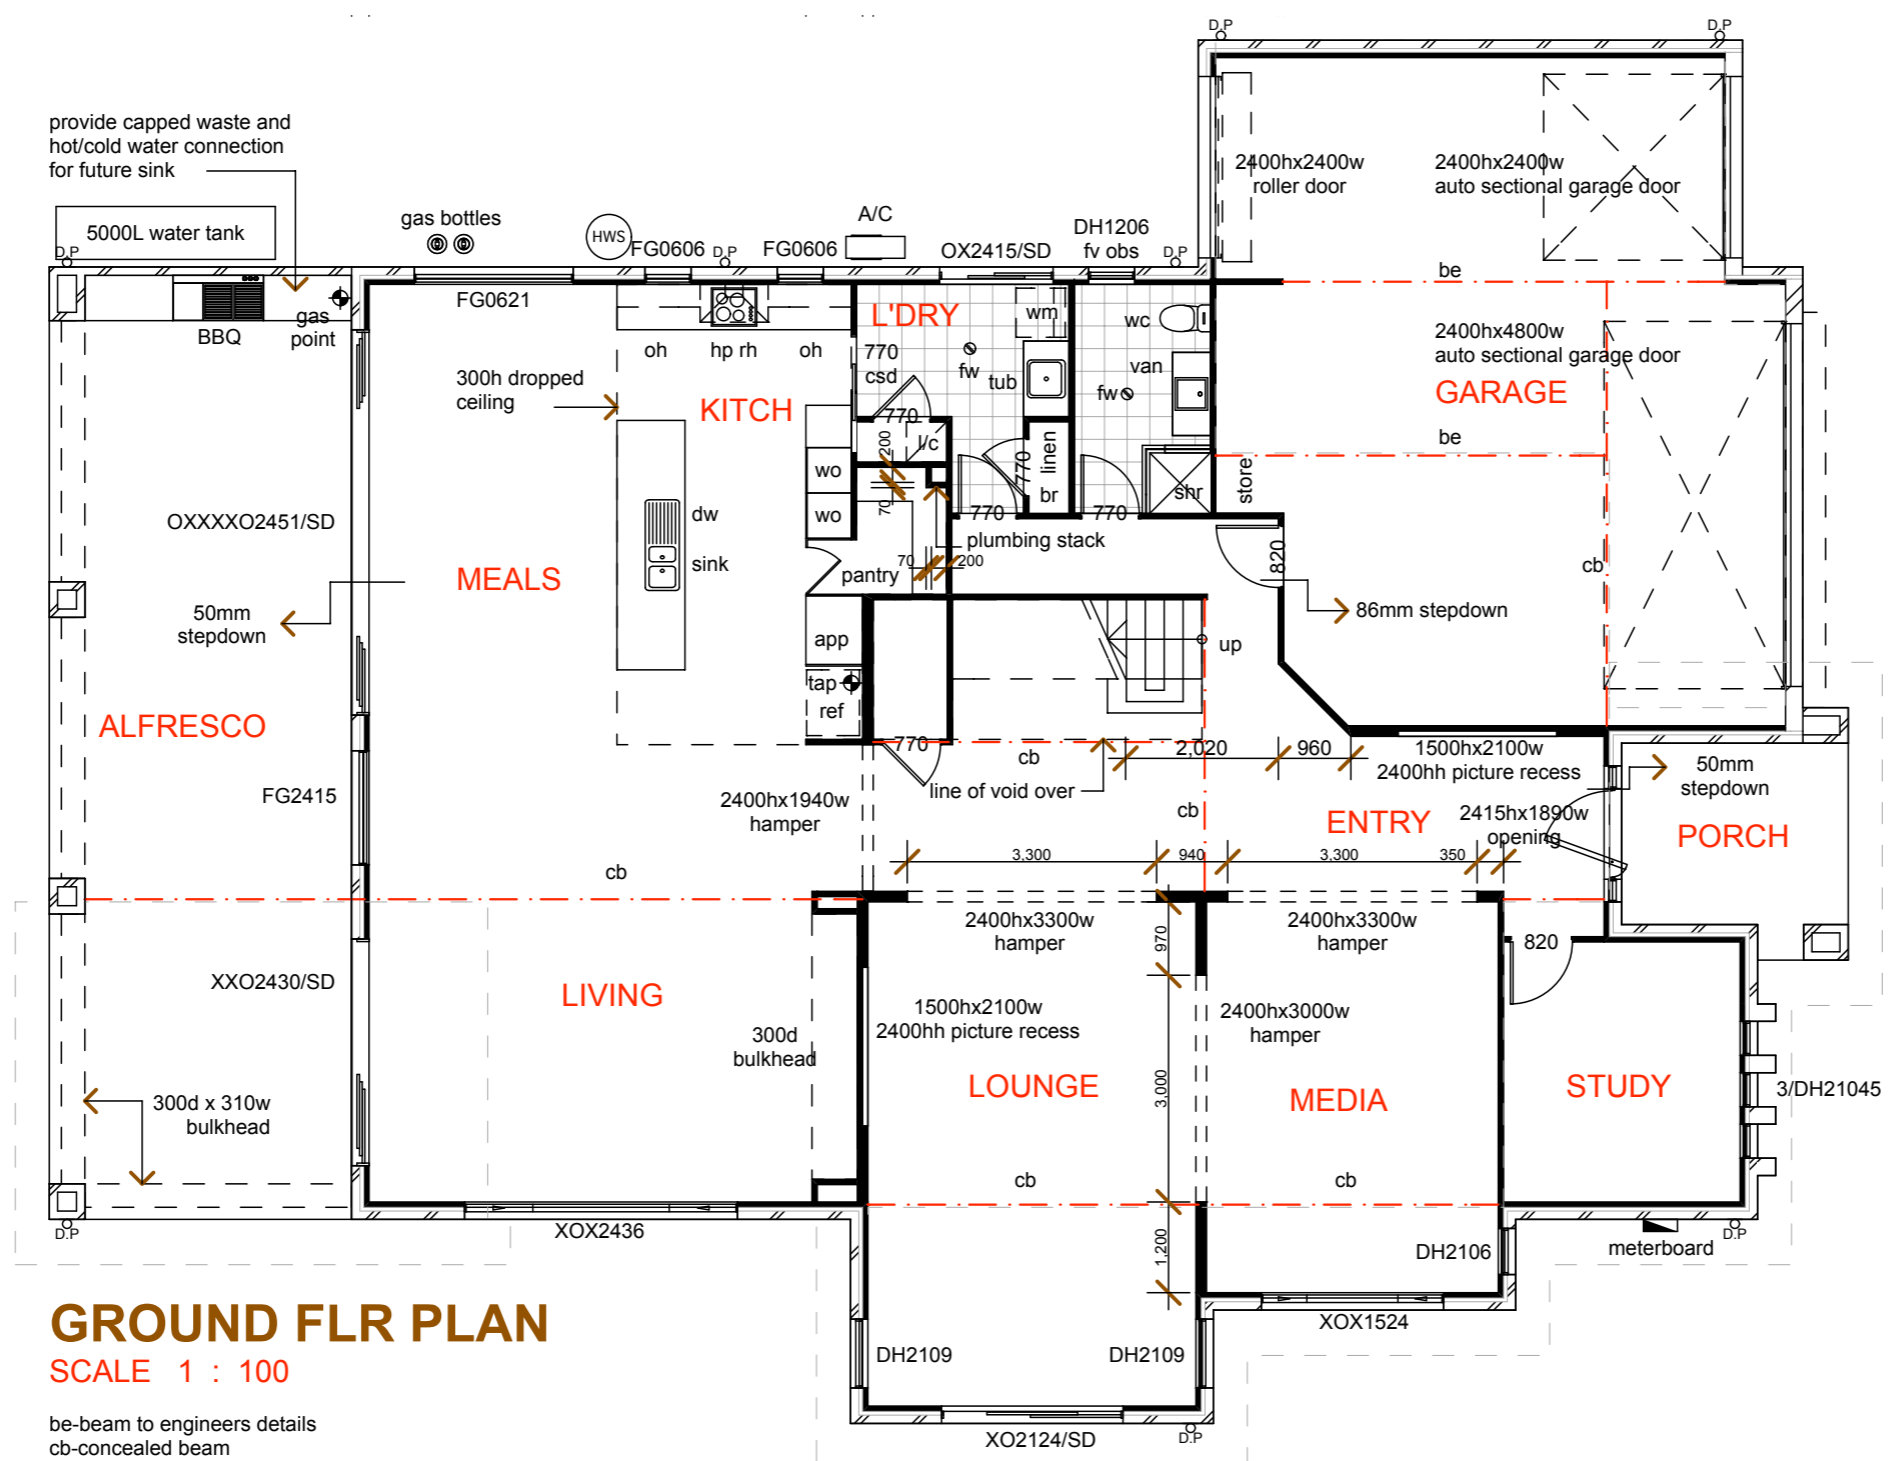 D.P
D.P
provide capped waste and
hot/cold water connection
for future sink
2400hx2400w
roller door
2400hx2400w
auto sectional garage door
5000L water tank
gas bottles
HWS
A/C
DH1206
fv obs
FG0606
D.P
FG0606
OX2415/SD
D.P
D.P
be
FG0621
L'DRY
wm
wc
BBQ
gas
point
2400hx4800w
auto sectional garage door
oh
hp rh
oh
770
csd
fw
tub
van
fw
300h dropped
ceiling
KITCH
GARAGE
770
200
l/c
770
linen
br
be
store
wo
wo
70
shr
OXXXXO2451/SD
dw
sink
770
770
plumbing stack
70
200
820
cb
MEALS
pantry
50mm
stepdown
86mm stepdown
app
up
tap
ref
ALFRESCO
770
cb
2,020
960
1500hx2100w
2400hh picture recess
50mm
stepdown
FG2415
2400hx1940w
hamper
line of void over
cb
ENTRY
2415hx1890w
opening
PORCH
cb
3,300
940
3,300
350
2400hx3300w
hamper
970
2400hx3300w
hamper
820
XXO2430/SD
LIVING
1500hx2100w
2400hh picture recess
2400hx3000w
hamper
300d
bulkhead
LOUNGE
3,000
MEDIA
STUDY
3/DH21045
300d x 310w
bulkhead
cb
cb
D.P
XOX2436
1,200
DH2106
D.P
meterboard
GROUND FLR PLAN
SCALE 1 : 100
XOX1524
DH2109
DH2109
be-beam to engineers details
cb-concealed beam
XO2124/SD
D.P